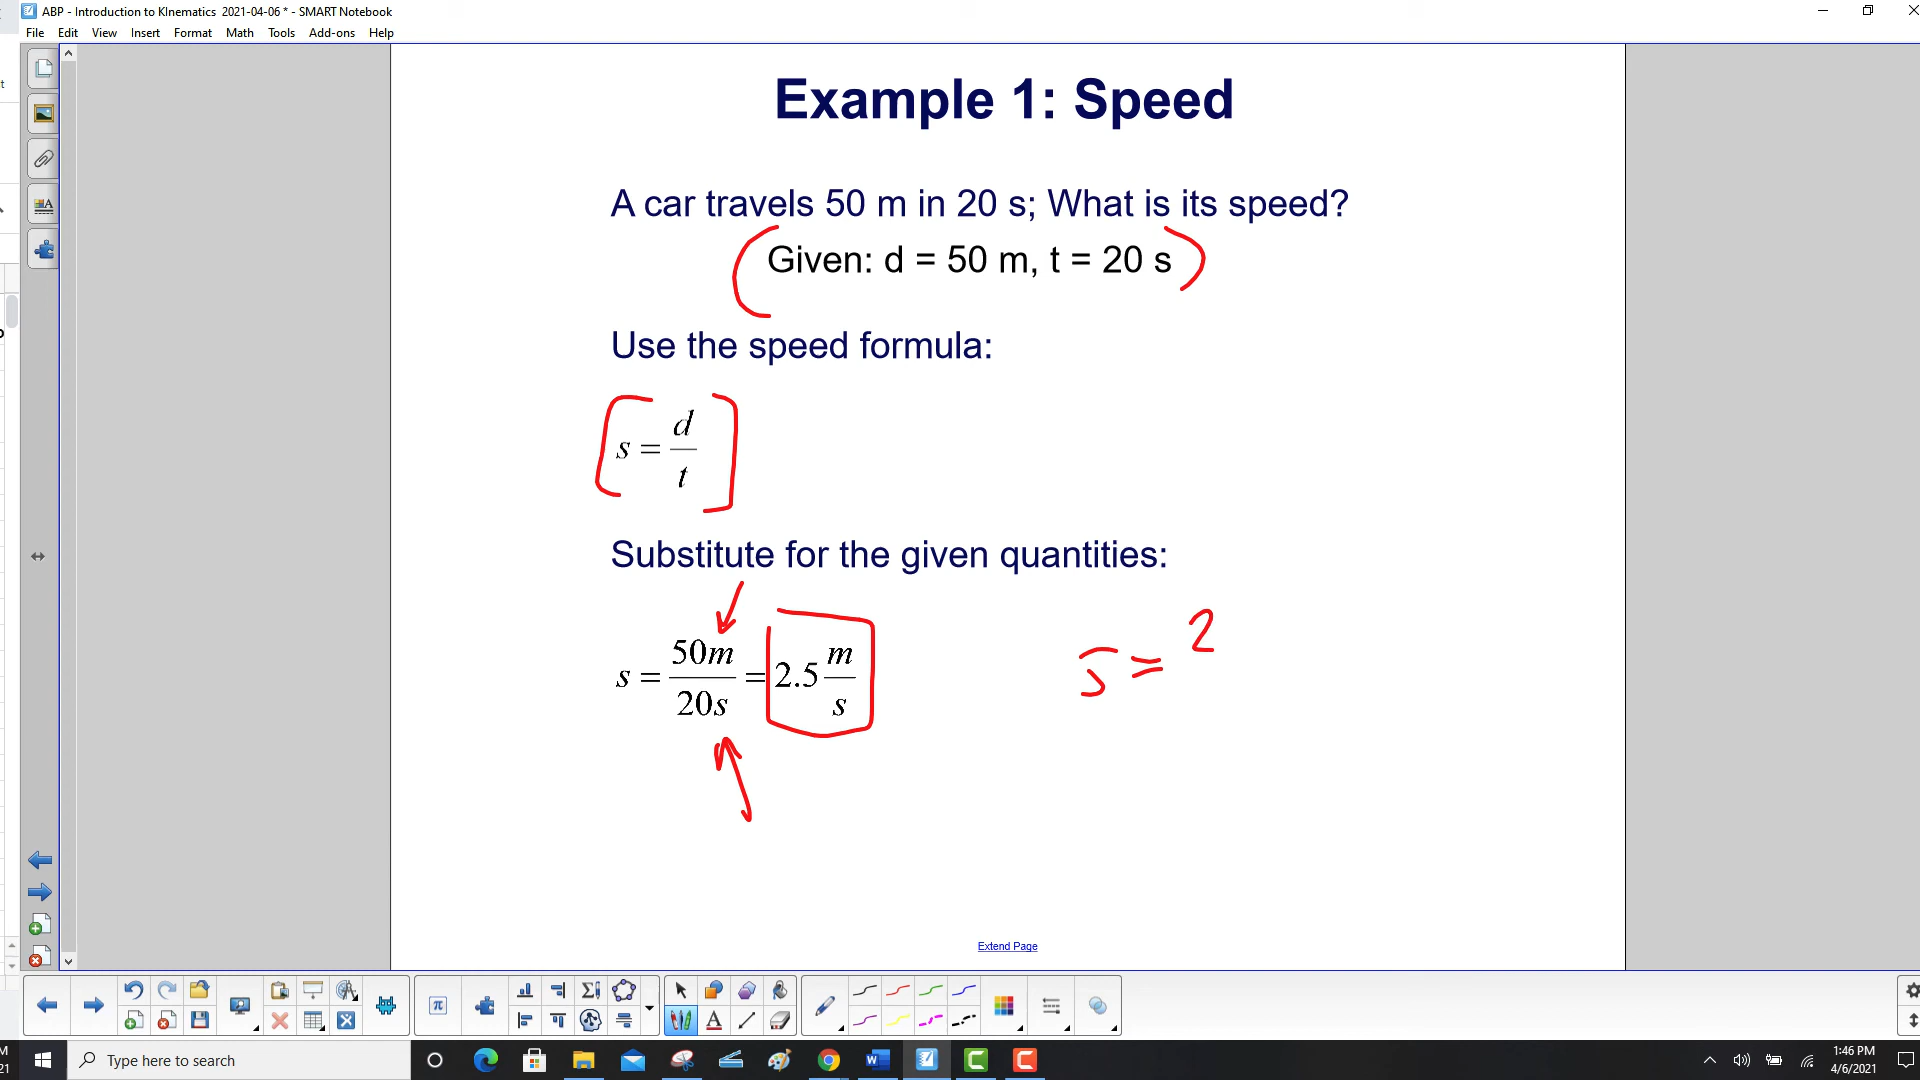 ABP - Introduction to KInematics 2021-04-06 * - SMART Notebook
File Edit View Insert Format Math Tools Add-ons Help
Example 1: Speed
A car travels 50 m in 20 s; What is its speed?
Given: d = 50 m, t = 20 s
Use the speed formula:
s = d/t
Substitute for the given quantities:
s = 50m/20s = 2.5 m/s
s = 2
Extend Page
Type here to search
1:46 PM
4/6/2021